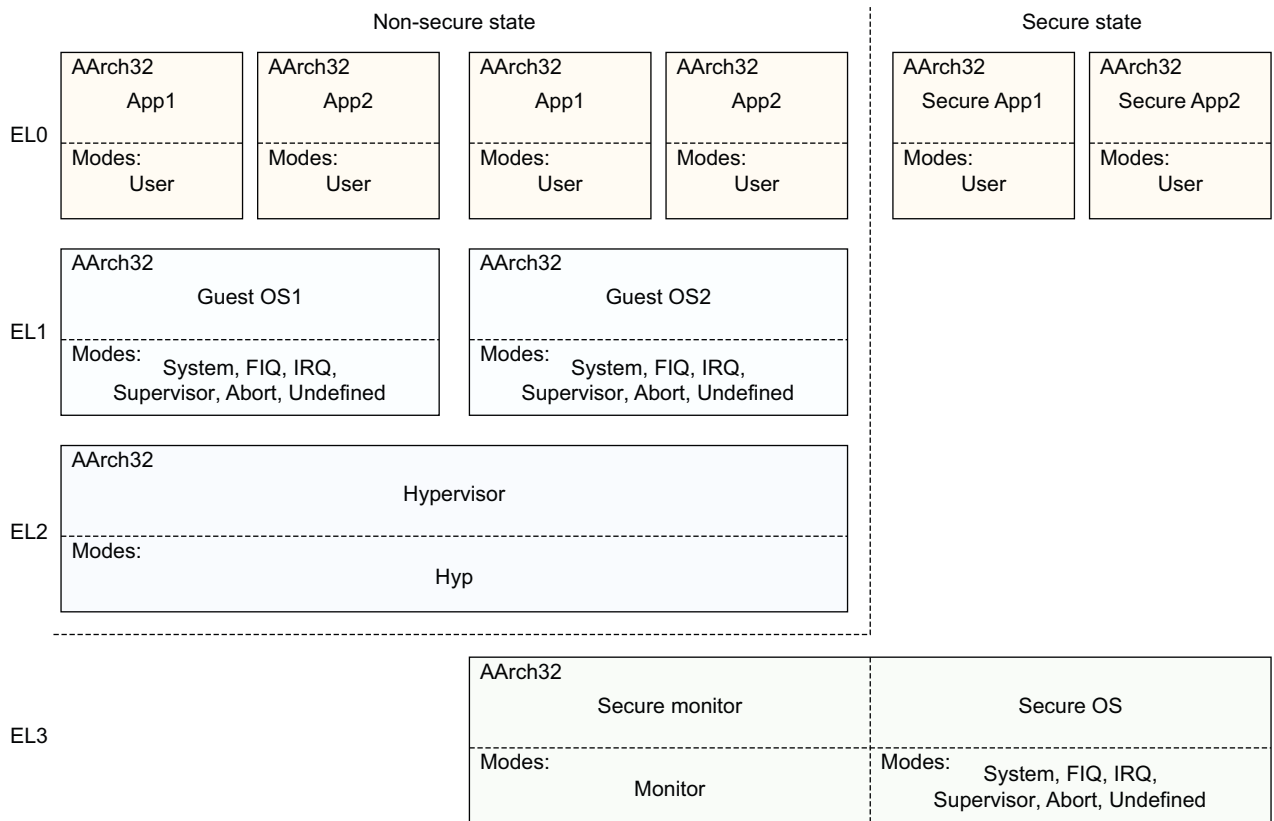 Non-secure state
Secure state
AArch32
App1
Modes:
User
AArch32
App2
Modes:
User
AArch32
App1
Modes:
User
AArch32
App2
Modes:
User
AArch32
Secure App1
Modes:
User
AArch32
Secure App2
Modes:
User
EL0
AArch32
Guest OS1
Modes:
System, FIQ, IRQ,
Supervisor, Abort, Undefined
AArch32
Guest OS2
Modes:
System, FIQ, IRQ,
Supervisor, Abort, Undefined
EL1
AArch32
Hypervisor
Modes:
Hyp
EL2
AArch32
Secure monitor
Modes:
Monitor
Secure OS
Modes:
System, FIQ, IRQ,
Supervisor, Abort, Undefined
EL3